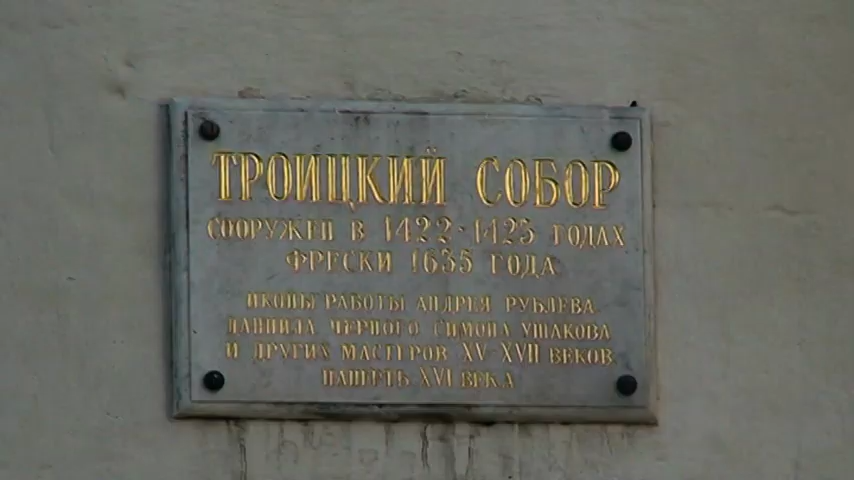 ТРОИЦКИЙ СОБОР
СООРУЖЕН В 1422-1423 ГОДАХ
ФРЕСКИ 1635 ГОДА
ИКОНЫ РАБОТЫ АНДРЕЯ РУБЛЕВА
ДАНИИЛА ЧЕРНОГО СИМОНА УШАКОВА
И ДРУГИХ МАСТЕРОВ XV-XVII ВЕКОВ
ПАПЕРТЬ XVI ВЕКА